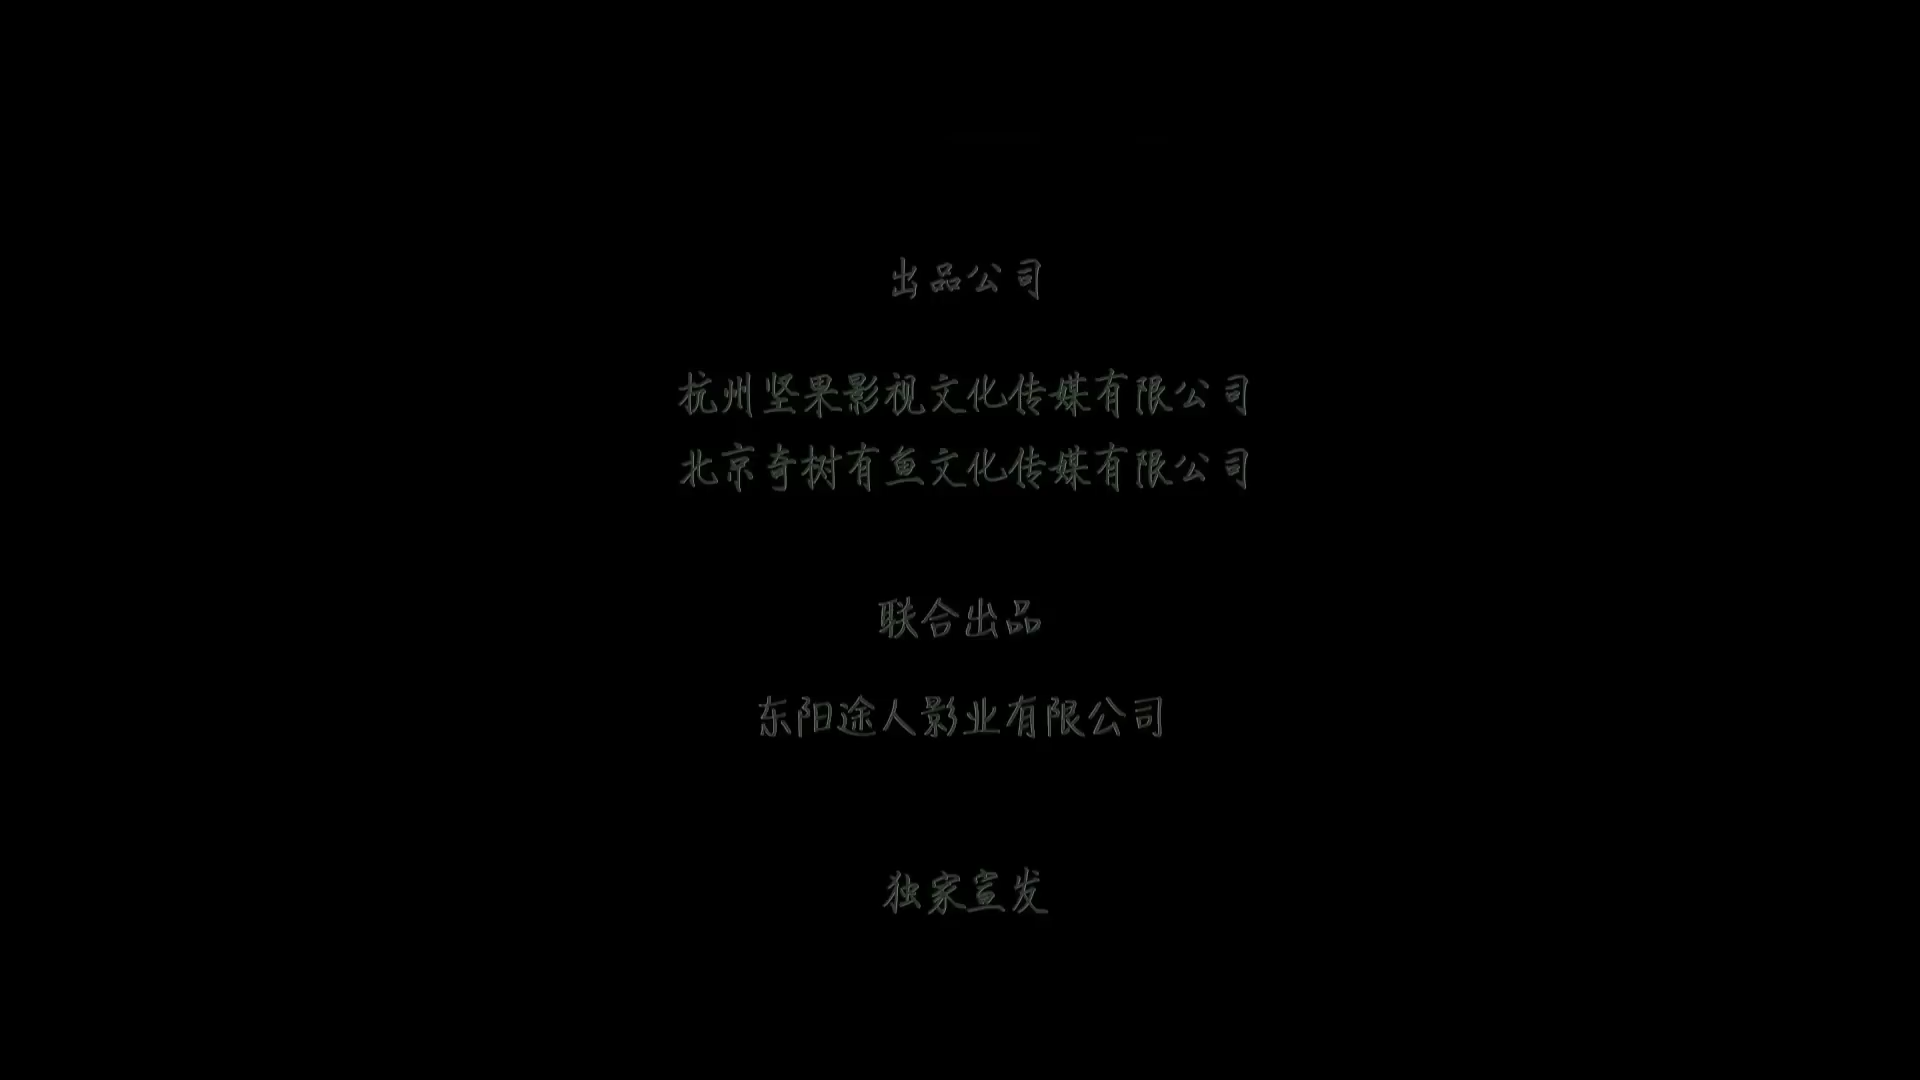 出品公司
杭州坚果影视文化传媒有限公司
北京奇树有鱼文化传媒有限公司
联合出品
东阳途人影业有限公司
独家宣发